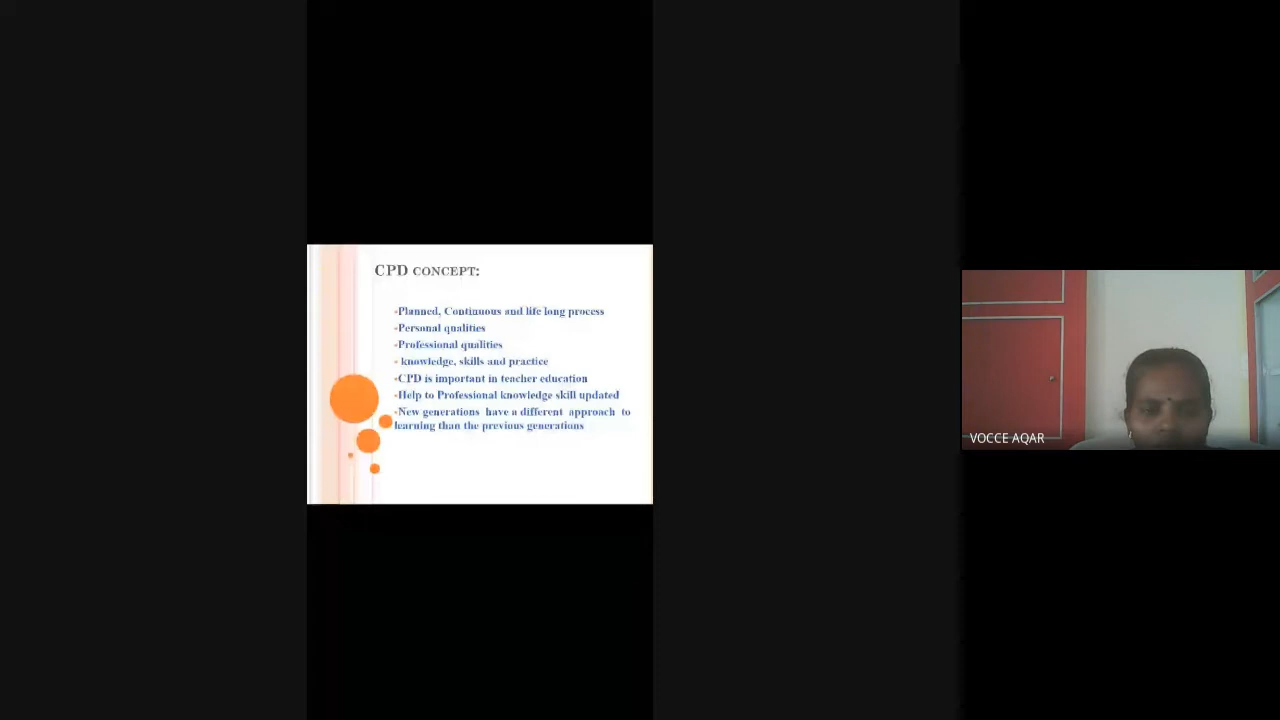 CPD CONCEPT:
•Planned, Continuous and life long process
•Personal qualities
•Professional qualities
• knowledge, skills and practice
•CPD is important in teacher education
•Help to Professional knowledge skill updated
•New generations have a different approach to
learning than the previous generations
VOCCE AQAR